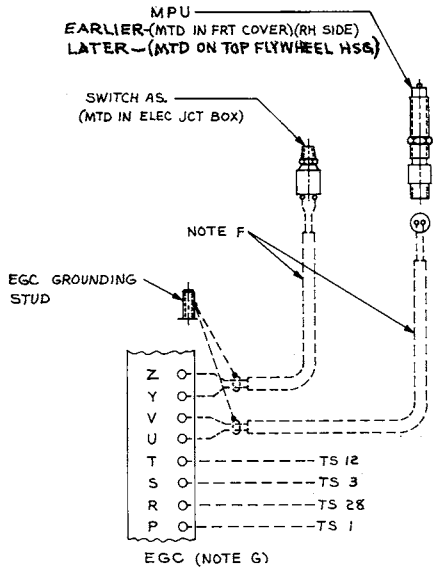 MPU
EARLIER-(MTD IN FRT COVER)(RH SIDE)
LATER-(MTD ON TOP FLYWHEEL HSG)
SWITCH AS.
(MTD IN ELEC JCT BOX)
NOTE F
EGC GROUNDING
STUD
Z
Y
V
U
T TS 12
S TS 3
R TS 28
P TS 1
EGC (NOTE G)